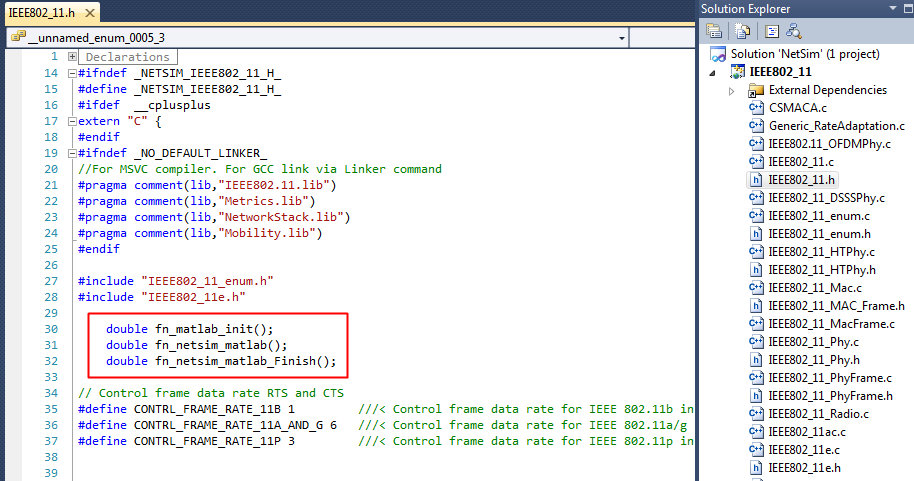 IEEE802_11.h
__unnamed_enum_0005_3
1 Declarations
14 #ifndef _NETSIM_IEEE802_11_H_
15 #define _NETSIM_IEEE802_11_H_
16 #ifdef __cplusplus
17 extern "C" {
18 #endif
19 #ifndef _NO_DEFAULT_LINKER_
20 //For MSVC compiler. For GCC link via Linker command
21 #pragma comment(lib,"IEEE802.11.lib")
22 #pragma comment(lib,"Metrics.lib")
23 #pragma comment(lib,"NetworkStack.lib")
24 #pragma comment(lib,"Mobility.lib")
25 #endif
26
27 #include "IEEE802_11_enum.h"
28 #include "IEEE802_11e.h"
29
30 double fn_matlab_init();
31 double fn_netsim_matlab();
32 double fn_netsim_matlab_Finish();
33
34 // Control frame data rate RTS and CTS
35 #define CONTRL_FRAME_RATE_11B 1 ///< Control frame data rate for IEEE 802.11b in
36 #define CONTRL_FRAME_RATE_11A_AND_G 6 ///< Control frame data rate for IEEE 802.11a/g
37 #define CONTRL_FRAME_RATE_11P 3 ///< Control frame data rate for IEEE 802.11p in
38
39
Solution Explorer
Solution 'NetSim' (1 project)
IEEE802_11
External Dependencies
CSMACA.c
Generic_RateAdaptation.c
IEEE802.11_OFDMPhy.c
IEEE802_11.c
IEEE802_11.h
IEEE802_11_DSSSPhy.c
IEEE802_11_enum.c
IEEE802_11_enum.h
IEEE802_11_HTPhy.c
IEEE802_11_HTPhy.h
IEEE802_11_Mac.c
IEEE802_11_MAC_Frame.h
IEEE802_11_MacFrame.c
IEEE802_11_Phy.c
IEEE802_11_Phy.h
IEEE802_11_PhyFrame.c
IEEE802_11_PhyFrame.h
IEEE802_11_Radio.c
IEEE802_11ac.c
IEEE802_11e.c
IEEE802_11e.h